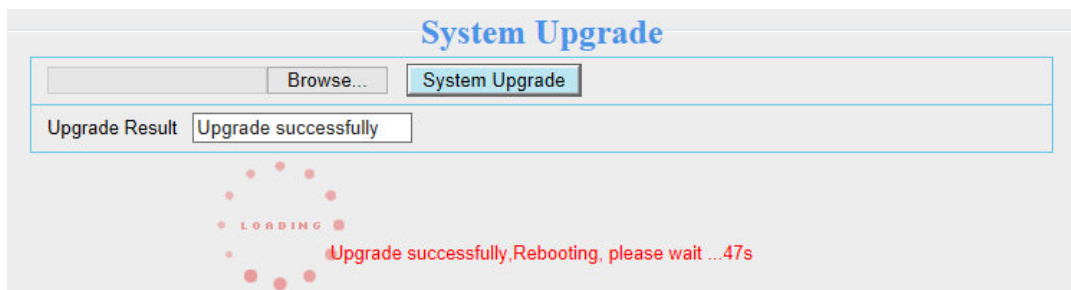 System Upgrade
Browse... System Upgrade
Upgrade Result Upgrade successfully
LOADING
Upgrade successfully,Rebooting, please wait ...47s